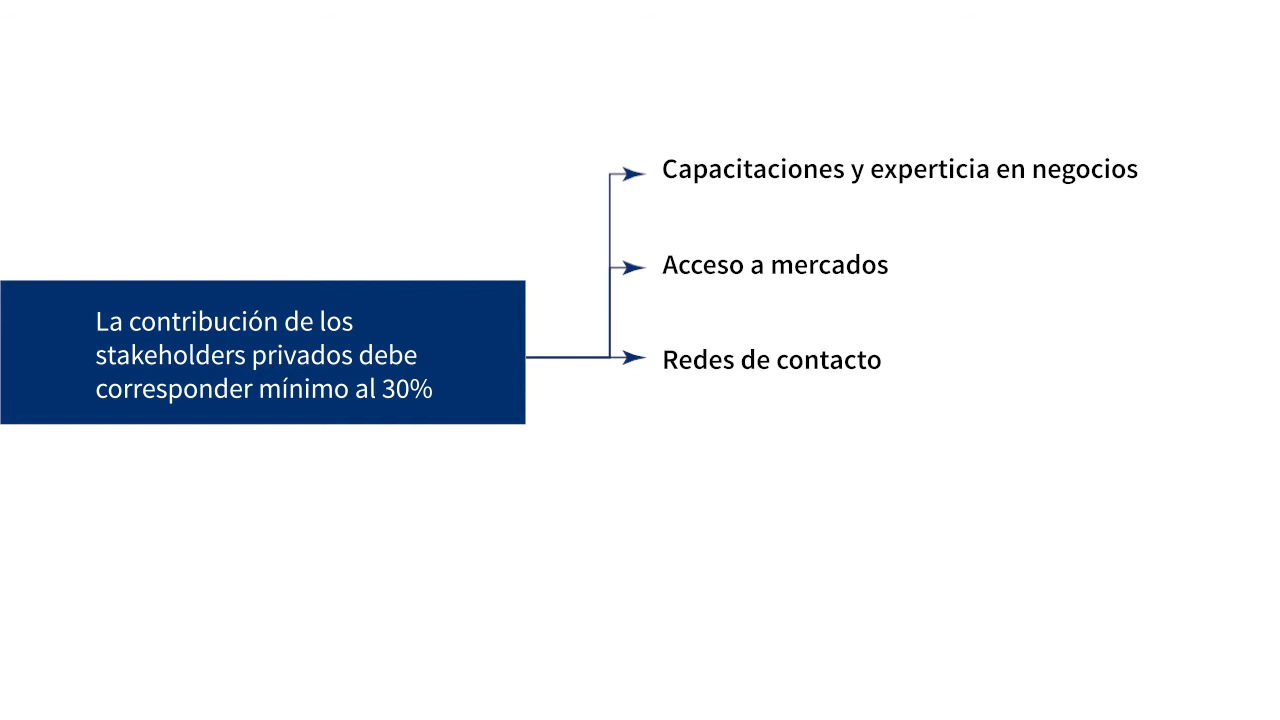 Capacitaciones y experticia en negocios
Acceso a mercados
La contribución de los
stakeholders privados debe
corresponder mínimo al 30%
Redes de contacto